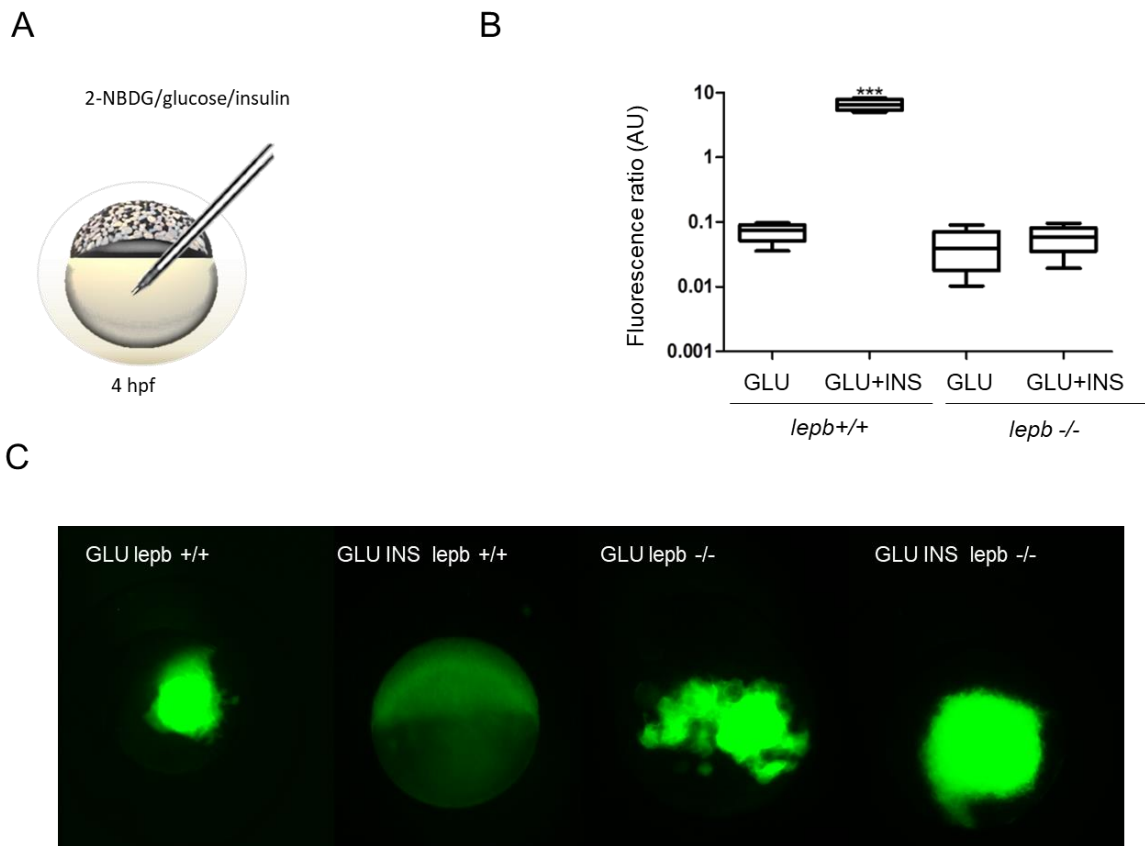 A
B
2-NBDG/glucose/insulin
4 hpf
Fluorescence ratio (AU)
10
1
0.1
0.01
0.001
***
GLU GLU+INS GLU GLU+INS
lepb+/+ lepb -/-
C
GLU lepb +/+ GLU INS lepb +/+ GLU lepb -/- GLU INS lepb -/-